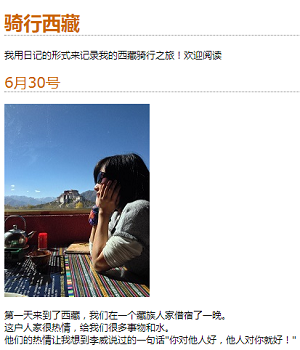 骑行西藏
我用日记的形式来记录我的西藏骑行之旅！欢迎阅读
6月30号
第一天来到了西藏，我们在一个藏族人家借宿了一晚。
这户人家很热情，给我们很多事物和水。
他们的热情让我想到李威说过的一句话"你对他人好，他人对你就好！"